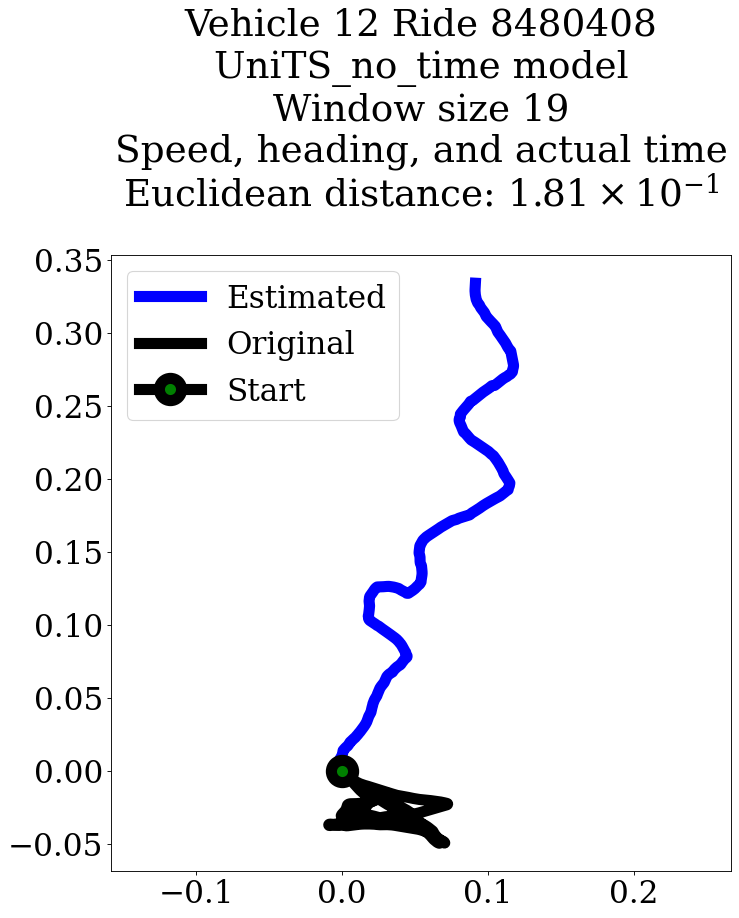 Vehicle 12 Ride 8480408
UniTS_no_time model
Window size 19
Speed, heading, and actual time
Euclidean distance: 1.81 × 10⁻¹
0.35
0.30
0.25
0.20
0.15
0.10
0.05
0.00
−0.05
Estimated
Original
Start
−0.1
0.0
0.1
0.2